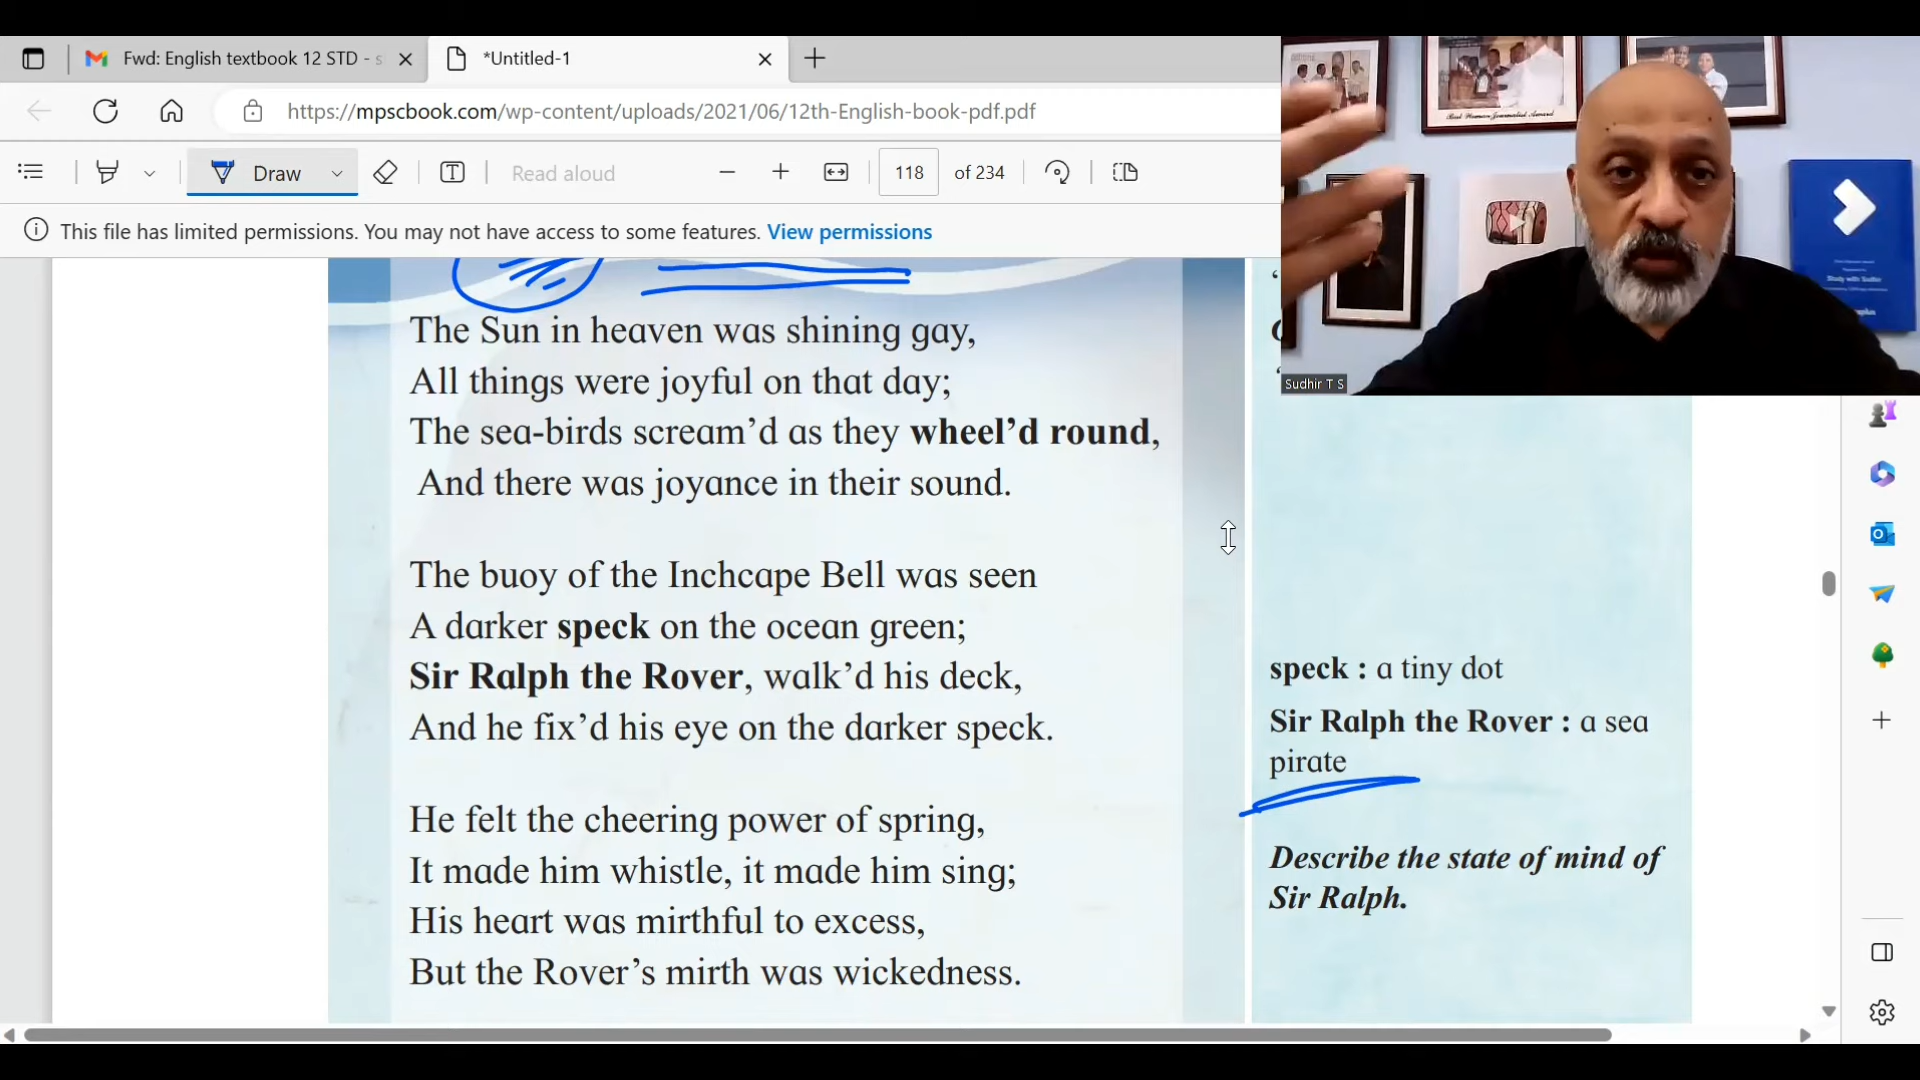 Fwd: English textbook 12 STD - s
*Untitled-1
https://mpscbook.com/wp-content/uploads/2021/06/12th-English-book-pdf.pdf
Draw
Read aloud
118
of 234
This file has limited permissions. You may not have access to some features. View permissions
Best Woman Journalist Award
Study with Sudhir
Sudhir T S
The Sun in heaven was shining gay,
All things were joyful on that day;
The sea-birds scream’d as they wheel’d round,
And there was joyance in their sound.
The buoy of the Inchcape Bell was seen
A darker speck on the ocean green;
Sir Ralph the Rover, walk’d his deck,
And he fix’d his eye on the darker speck.
He felt the cheering power of spring,
It made him whistle, it made him sing;
His heart was mirthful to excess,
But the Rover’s mirth was wickedness.
speck : a tiny dot
Sir Ralph the Rover : a sea
pirate
Describe the state of mind of
Sir Ralph.